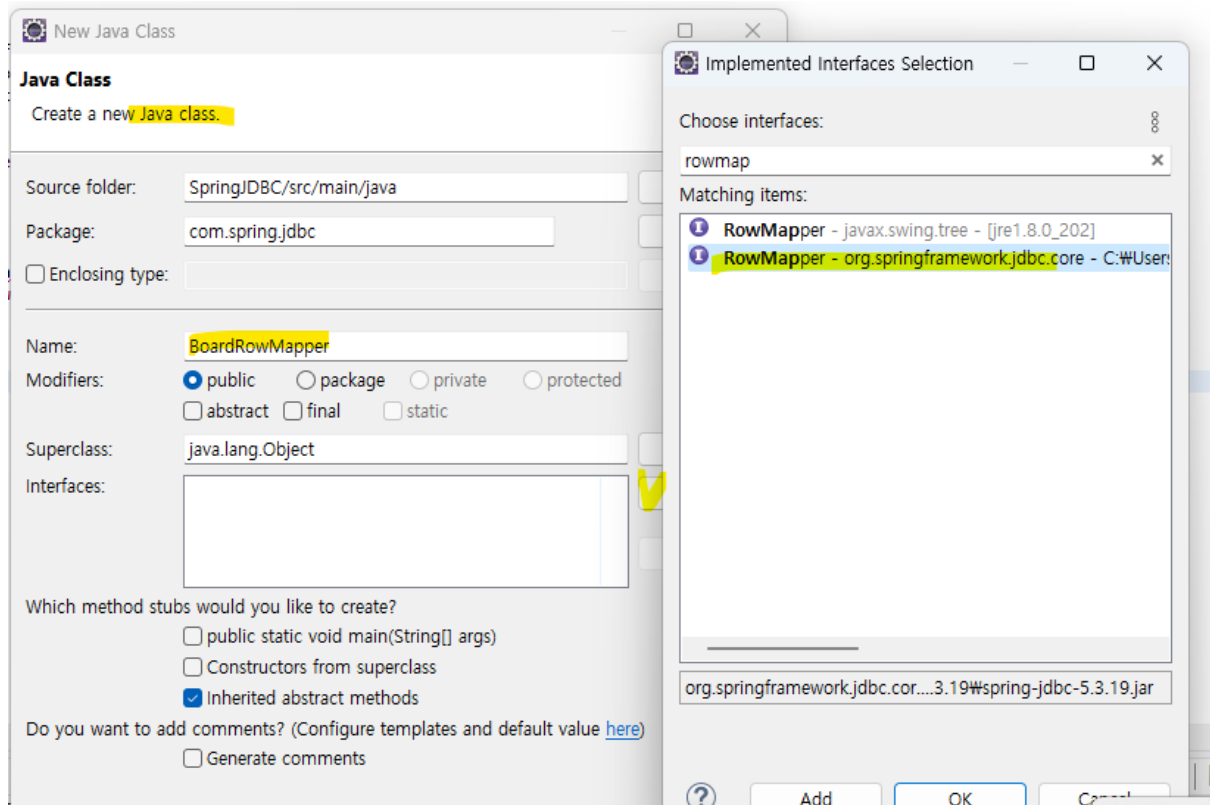 New Java Class
Java Class
Create a new Java class.
Source folder:
SpringJDBC/src/main/java
Package:
com.spring.jdbc
Enclosing type:
Name:
BoardRowMapper
Modifiers:
public
package
private
protected
abstract
final
static
Superclass:
java.lang.Object
Interfaces:
Which method stubs would you like to create?
public static void main(String[] args)
Constructors from superclass
Inherited abstract methods
Do you want to add comments? (Configure templates and default value here)
Generate comments
Implemented Interfaces Selection
Choose interfaces:
rowmap
Matching items:
RowMapper - javax.swing.tree - [jre1.8.0_202]
RowMapper - org.springframework.jdbc.core - C:₩Users
org.springframework.jdbc.cor....3.19₩spring-jdbc-5.3.19.jar
Add
OK
Cancel